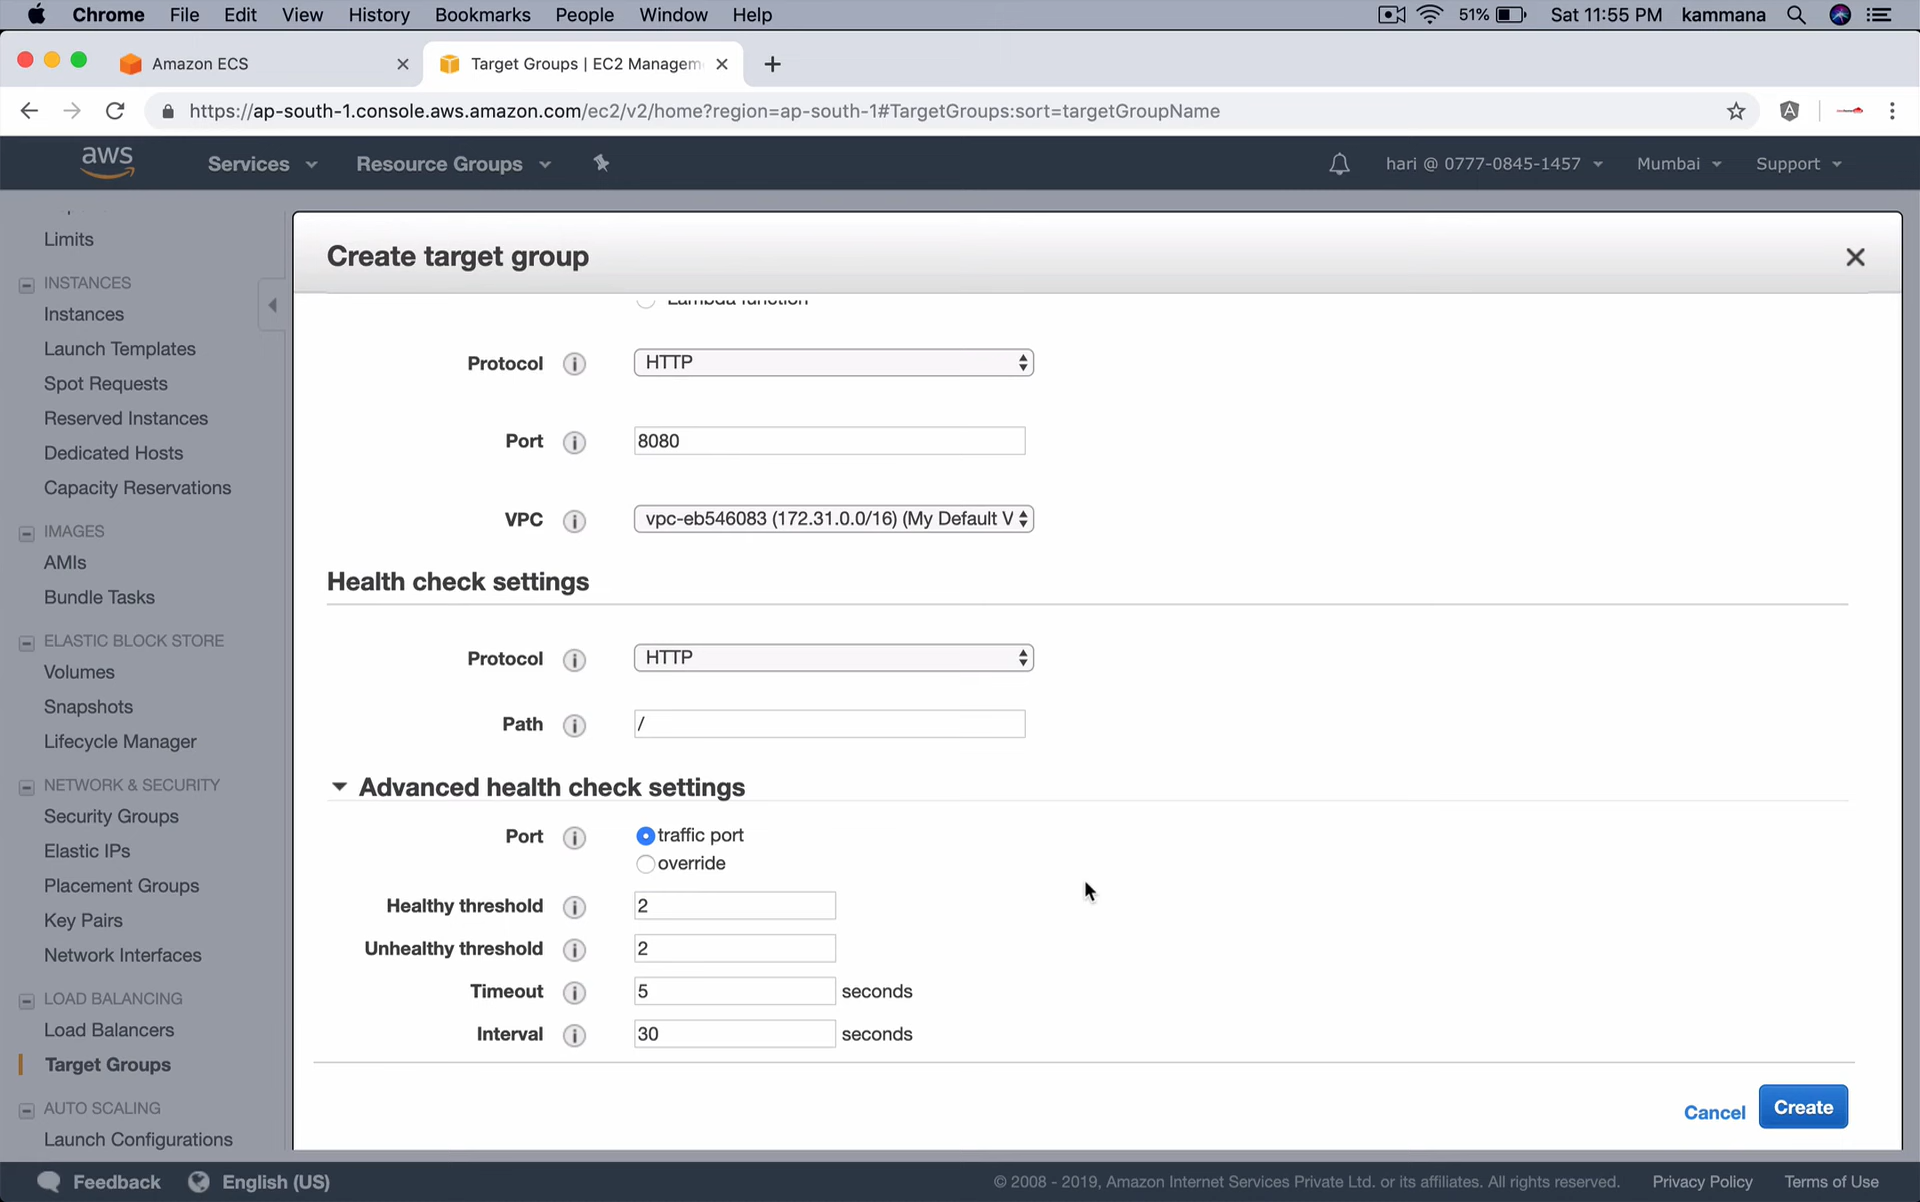 Chrome File Edit View History Bookmarks People Window Help 51% Sat 11:55 PM kammana
Amazon ECS
Target Groups | EC2 Managem
https://ap-south-1.console.aws.amazon.com/ec2/v2/home?region=ap-south-1#TargetGroups:sort=targetGroupName
aws Services Resource Groups hari @ 0777-0845-1457 Mumbai Support
Limits
INSTANCES
Instances
Launch Templates
Spot Requests
Reserved Instances
Dedicated Hosts
Capacity Reservations
IMAGES
AMIs
Bundle Tasks
ELASTIC BLOCK STORE
Volumes
Snapshots
Lifecycle Manager
NETWORK & SECURITY
Security Groups
Elastic IPs
Placement Groups
Key Pairs
Network Interfaces
LOAD BALANCING
Load Balancers
Target Groups
AUTO SCALING
Launch Configurations
Create target group
Lambda function
Protocol HTTP
Port 8080
VPC vpc-eb546083 (172.31.0.0/16) (My Default V
Health check settings
Protocol HTTP
Path /
Advanced health check settings
Port traffic port
override
Healthy threshold 2
Unhealthy threshold 2
Timeout 5 seconds
Interval 30 seconds
Cancel Create
Feedback English (US) © 2008 - 2019, Amazon Internet Services Private Ltd. or its affiliates. All rights reserved. Privacy Policy Terms of Use